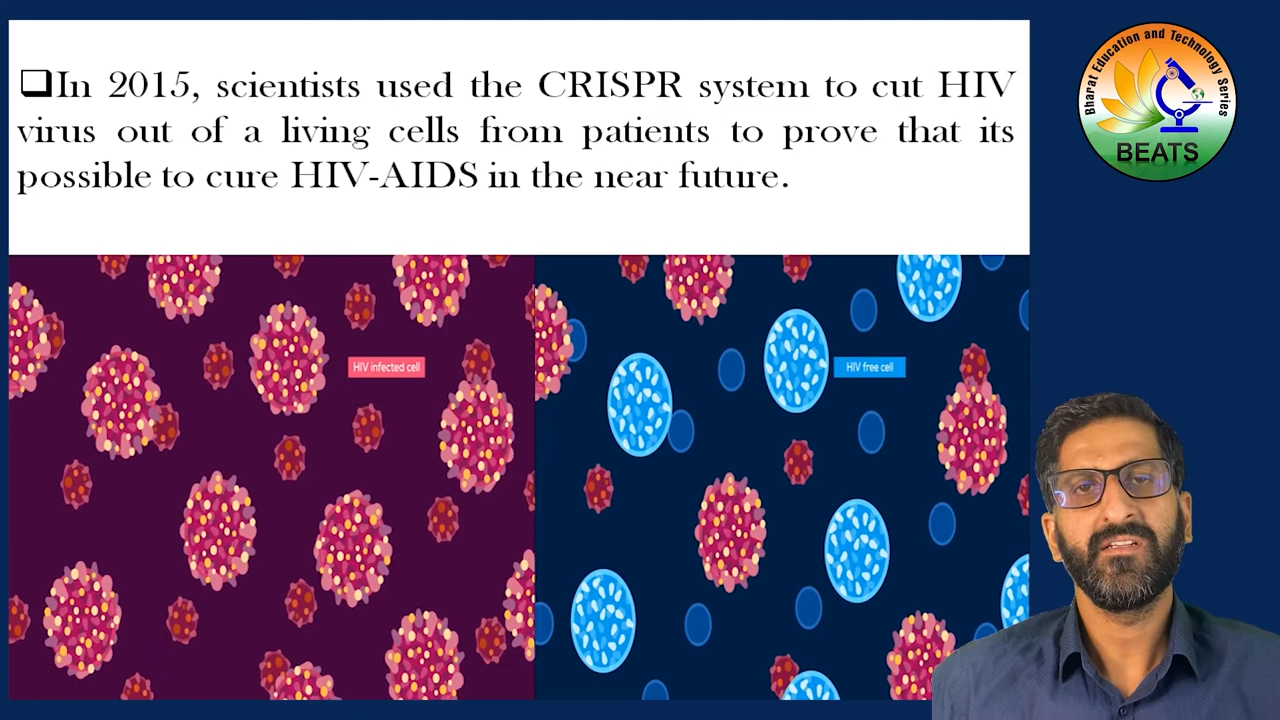 ❑In 2015, scientists used the CRISPR system to cut HIV
virus out of a living cells from patients to prove that its
possible to cure HIV-AIDS in the near future.
Bharat Education and Technology Series
BEATS
HIV infected cell
HIV free cell